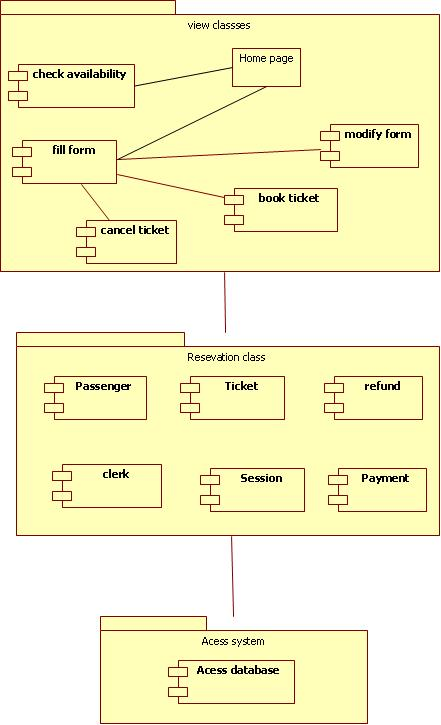 view classses
Home page
check availability
modify form
fill form
book ticket
cancel ticket
Resevation class
Passenger
Ticket
refund
clerk
Session
Payment
Acess system
Acess database